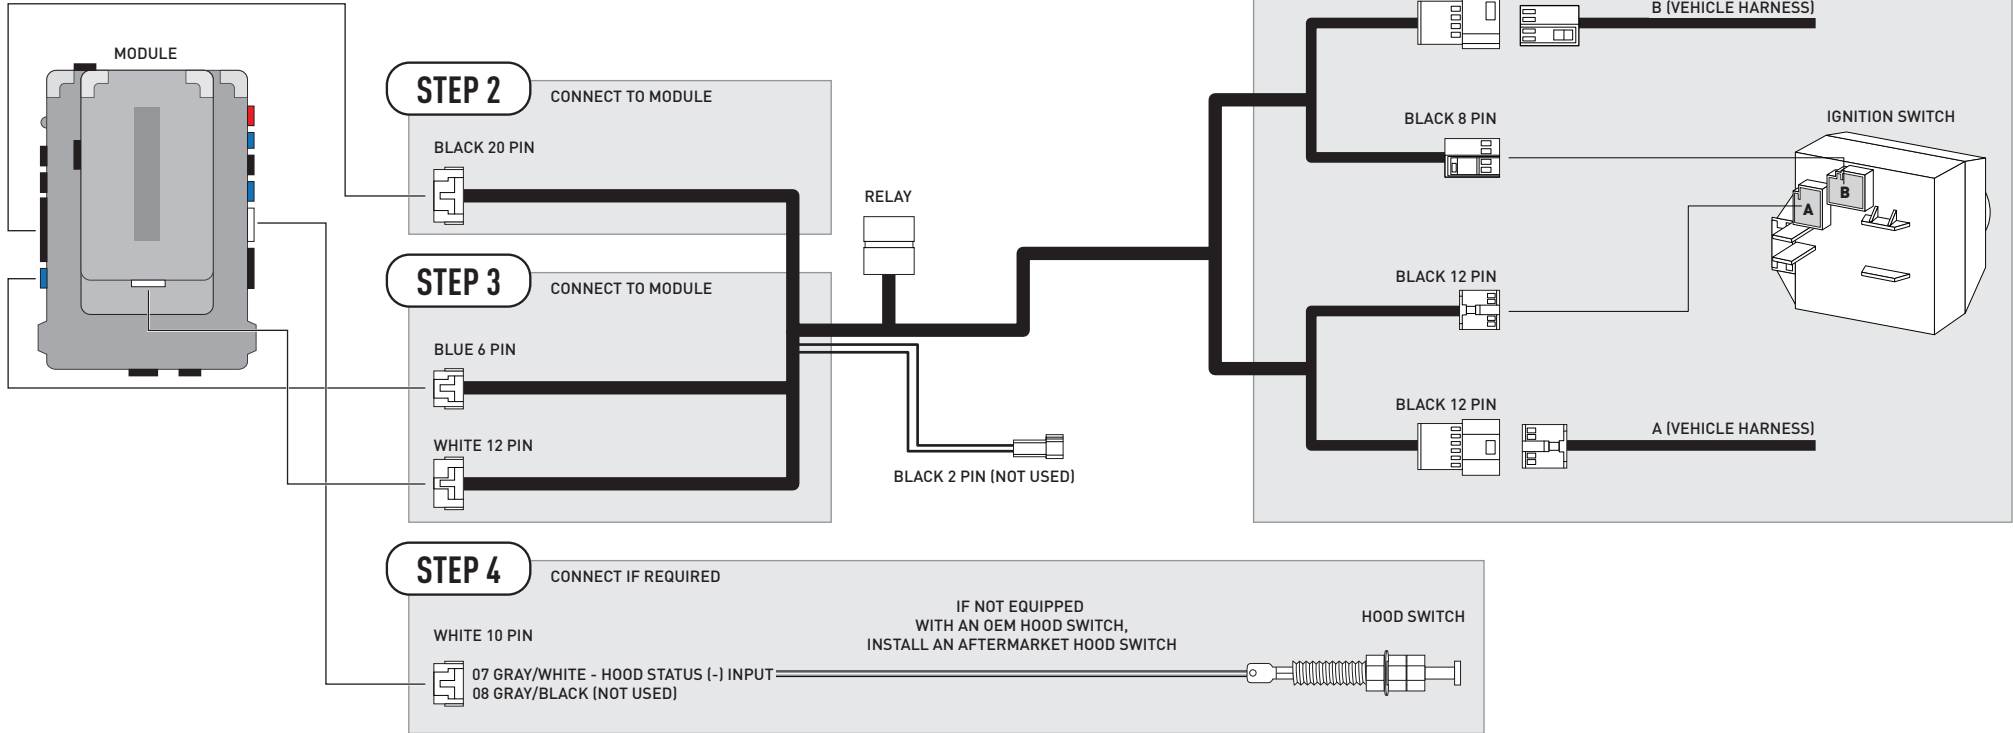 B (VEHICLE HARNESS)
MODULE
STEP 2
CONNECT TO MODULE
BLACK 20 PIN
BLACK 8 PIN
IGNITION SWITCH
RELAY
B
A
STEP 3
CONNECT TO MODULE
BLACK 12 PIN
BLUE 6 PIN
BLACK 12 PIN
A (VEHICLE HARNESS)
WHITE 12 PIN
BLACK 2 PIN (NOT USED)
STEP 4
CONNECT IF REQUIRED
IF NOT EQUIPPED
WITH AN OEM HOOD SWITCH,
INSTALL AN AFTERMARKET HOOD SWITCH
HOOD SWITCH
WHITE 10 PIN
07 GRAY/WHITE - HOOD STATUS (-) INPUT
08 GRAY/BLACK (NOT USED)